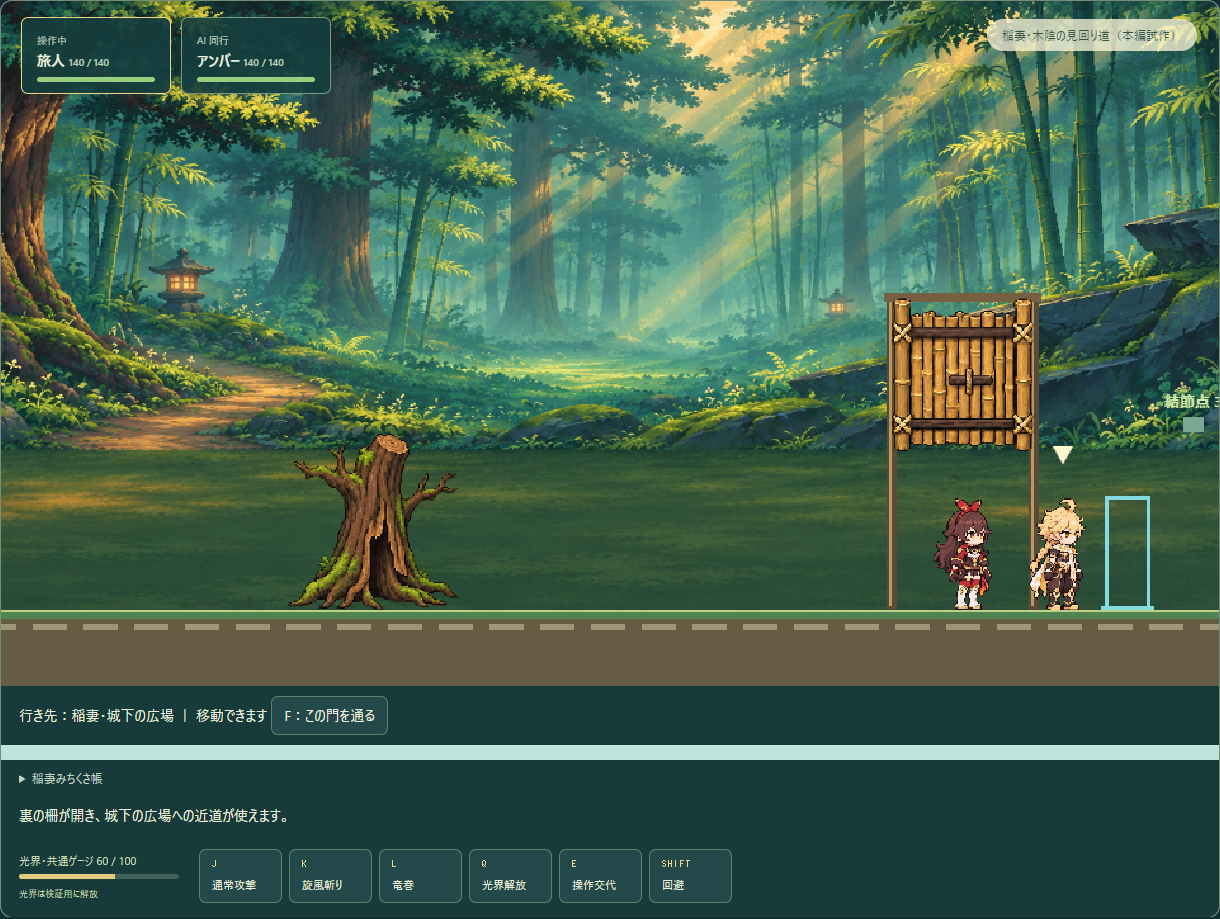 操作中
旅人 140 / 140
AI 同行
アンバー 140 / 140
稲妻・木陰の見回り道（本編試作）
結節点 3
行き先：稲妻・城下の広場 ｜ 移動できます
F：この門を通る
▶ 稲妻みちくさ帳
裏の柵が開き、城下の広場への近道が使えます。
光界・共通ゲージ 60 / 100
光界は検証用に解放
J
通常攻撃
K
旋風斬り
L
竜巻
Q
光界解放
E
操作交代
SHIFT
回避